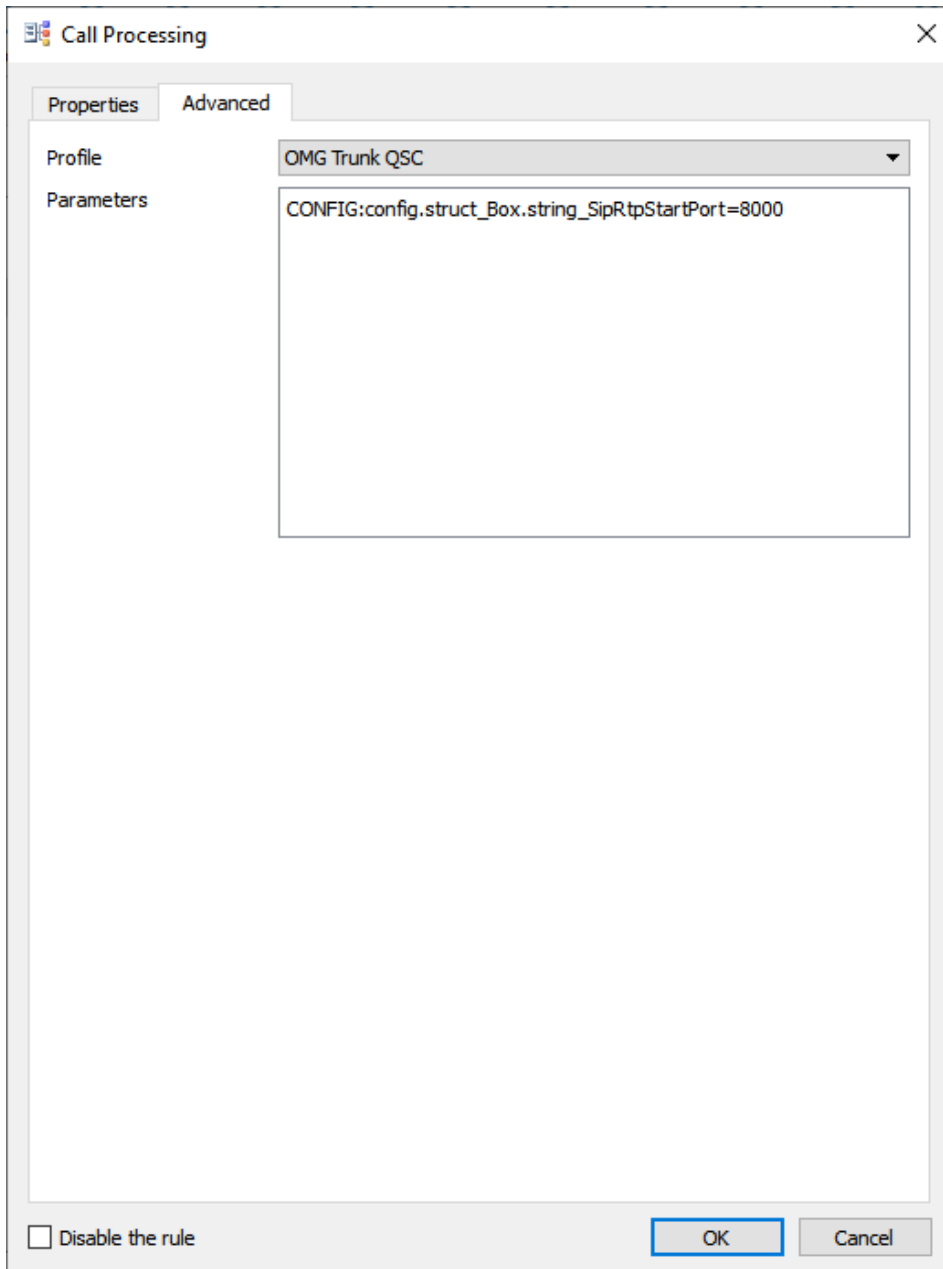 Call Processing
Properties
Advanced
Profile
OMG Trunk QSC
Parameters
CONFIG:config.struct_Box.string_SipRtpStartPort=8000
Disable the rule
OK
Cancel